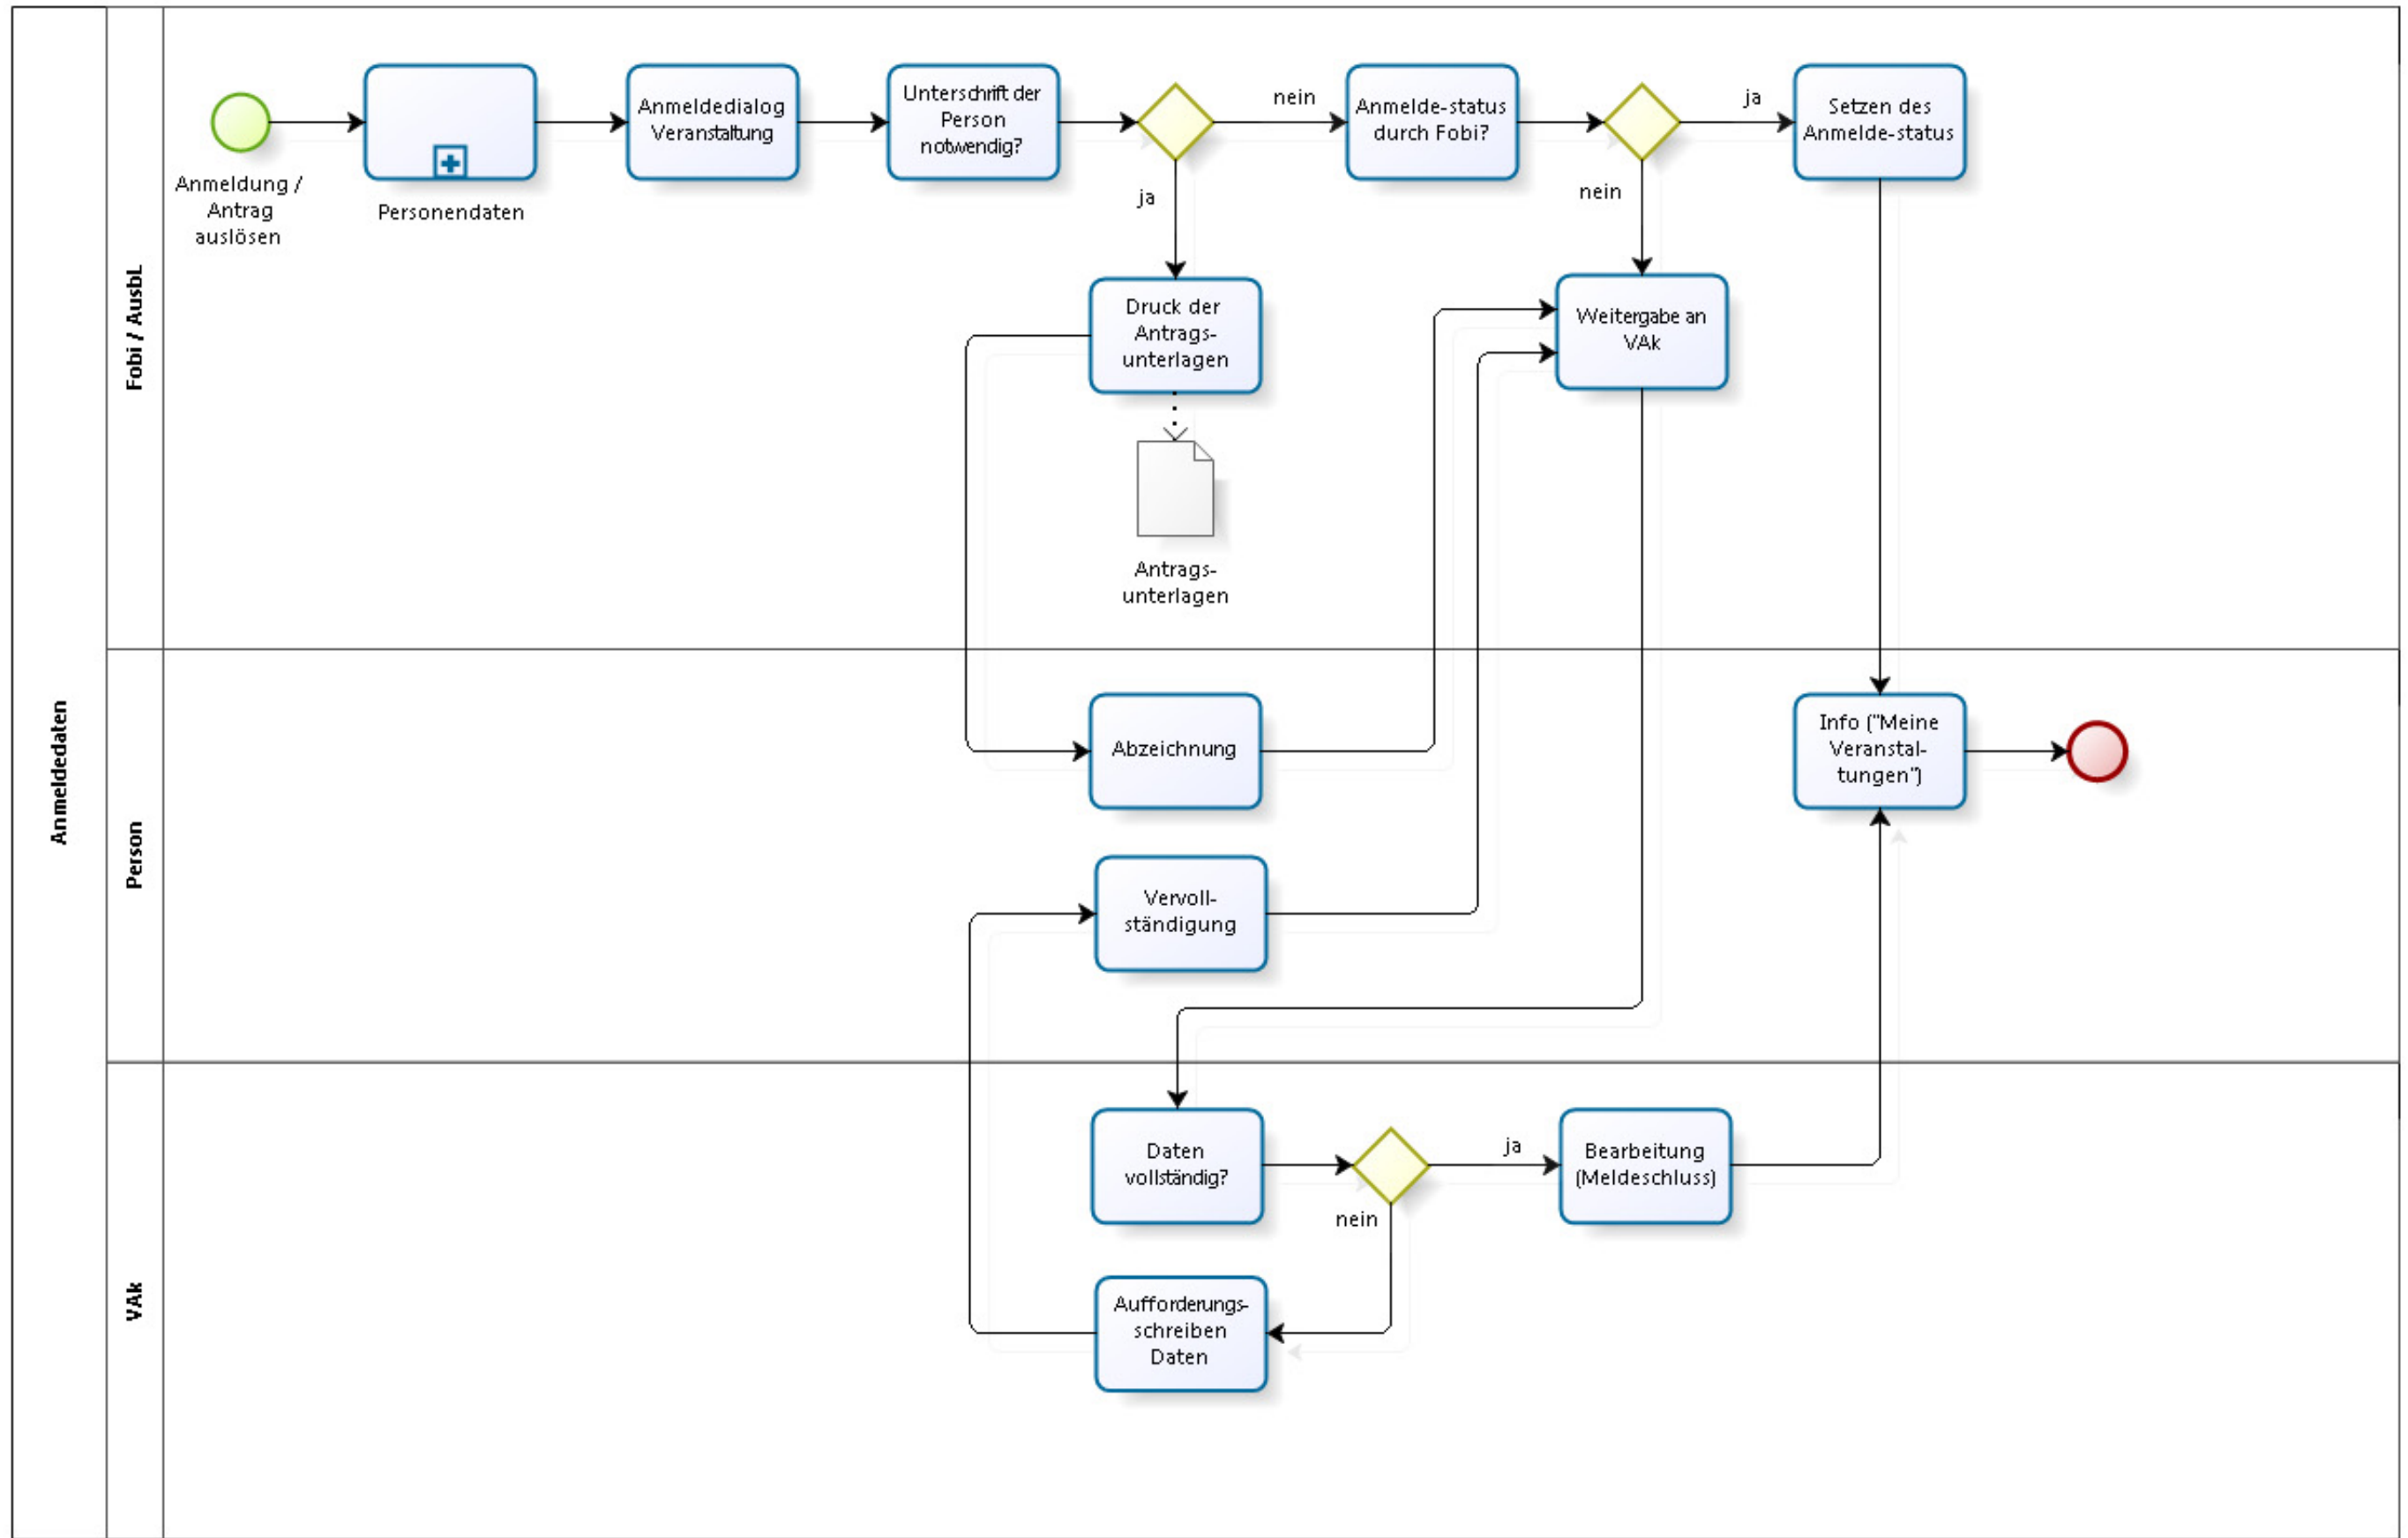 Anmeldedaten
Fobi / AusbL
Anmeldung /
Antrag
auslösen
Personendaten
Anmeldedialog
Veranstaltung
Unterschrift der
Person
notwendig?
nein
ja
Anmelde-status
durch Fobi?
ja
nein
Setzen des
Anmelde-status
Druck der
Antrags-
unterlagen
Weitergabe an
VAk
Antrags-
unterlagen
Person
Abzeichnung
Info ("Meine
Veranstal-
tungen")
Vervoll-
ständigung
VAk
Daten
vollständig?
ja
nein
Bearbeitung
(Meldeschluss)
Aufforderungs-
schreiben
Daten